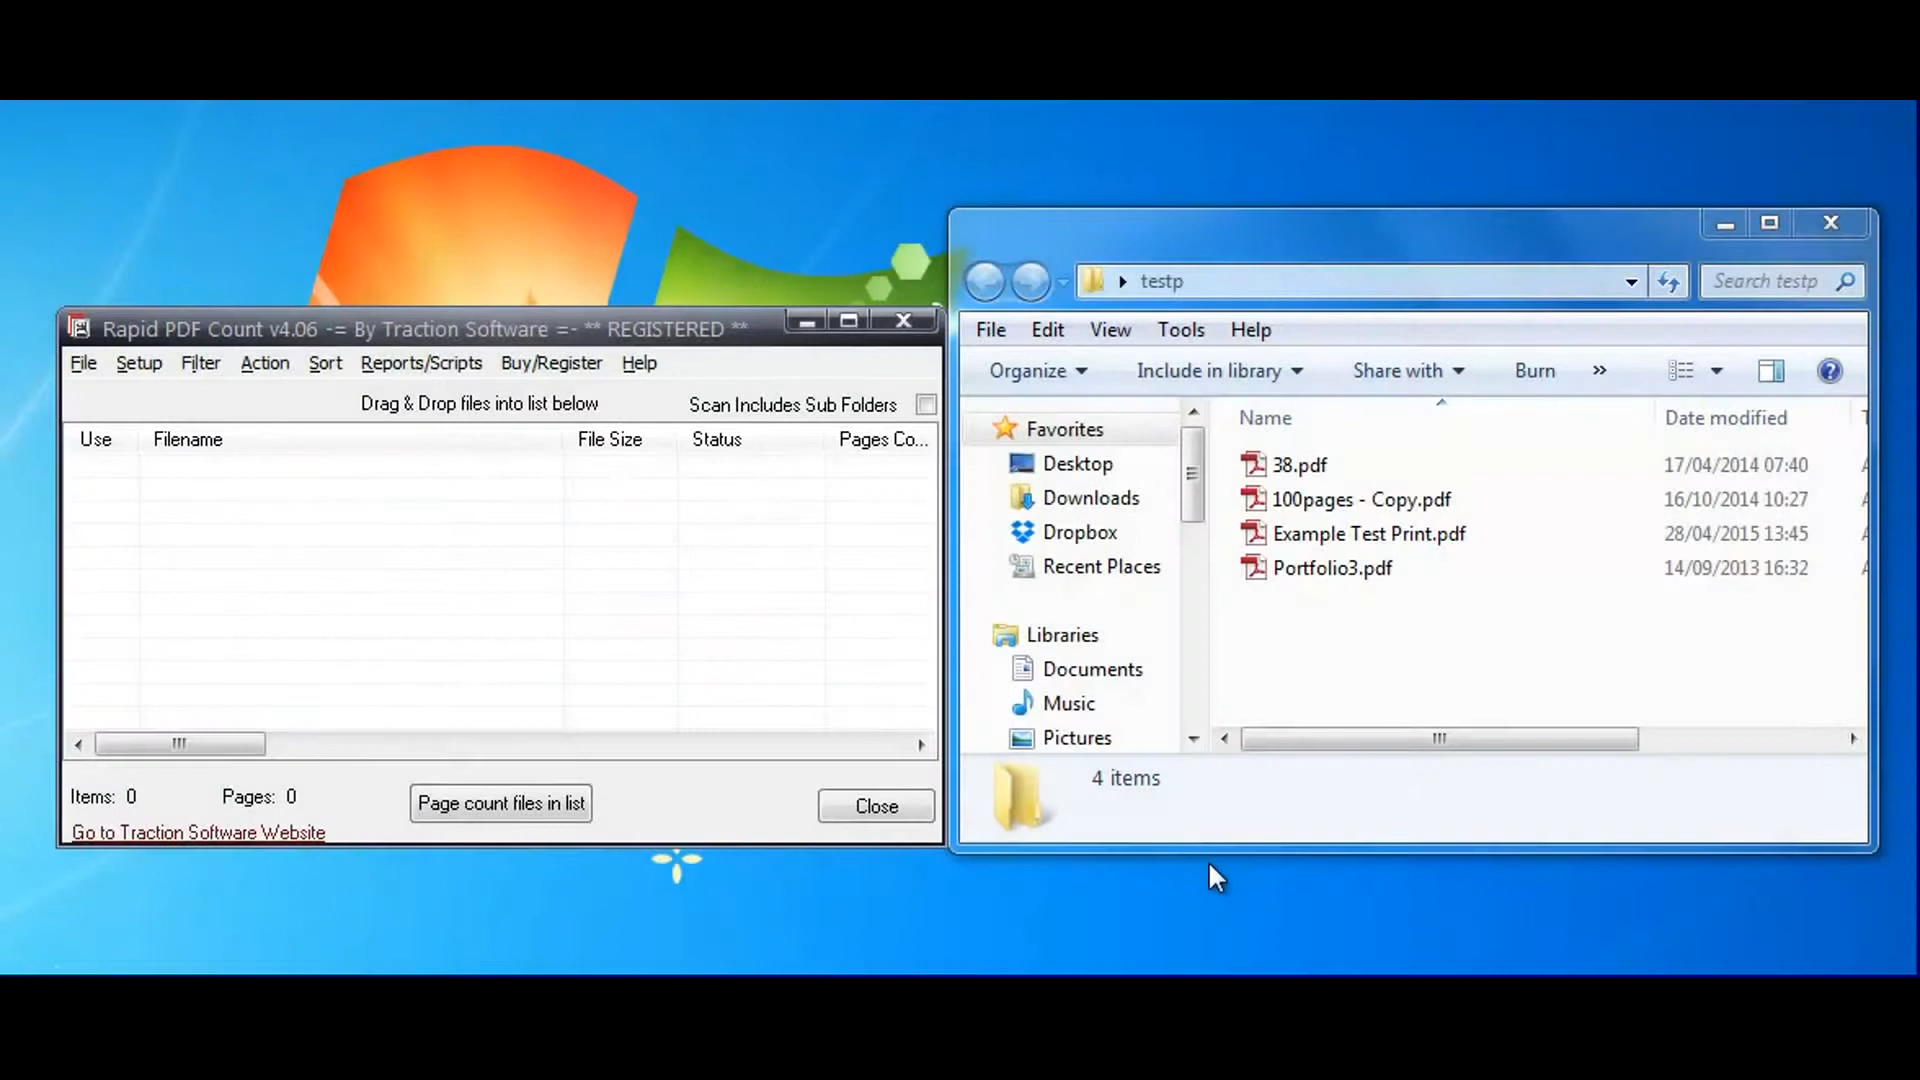 Rapid PDF Count v4.06 -= By Traction Software =- ** REGISTERED **
File Setup Filter Action Sort Reports/Scripts Buy/Register Help
Drag & Drop files into list below Scan Includes Sub Folders
Use Filename File Size Status Pages Co...
Items: 0 Pages: 0 Page count files in list Close
Go to Traction Software Website
testp Search testp
File Edit View Tools Help
Organize Include in library Share with Burn »
Favorites
Desktop
Downloads
Dropbox
Recent Places
Libraries
Documents
Music
Pictures
Name Date modified
38.pdf 17/04/2014 07:40
100pages - Copy.pdf 16/10/2014 10:27
Example Test Print.pdf 28/04/2015 13:45
Portfolio3.pdf 14/09/2013 16:32
4 items